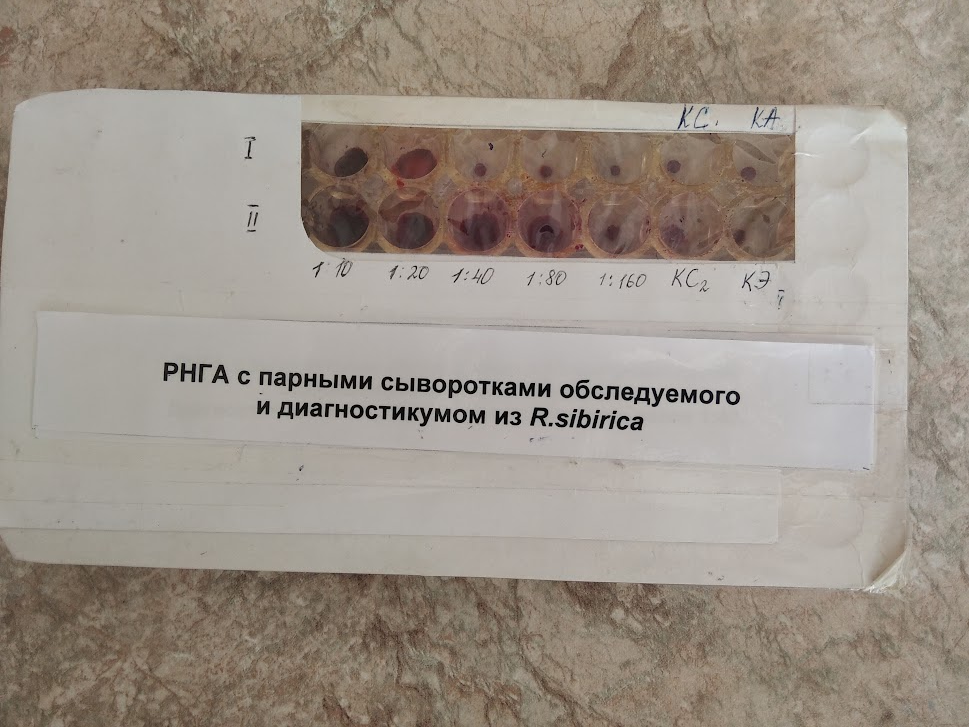 КС. КА
I
II
1:10 1:20 1:40 1:80 1:160 КС2 КЭ
РНГА с парными сыворотками обследуемого
и диагностикумом из R.sibirica